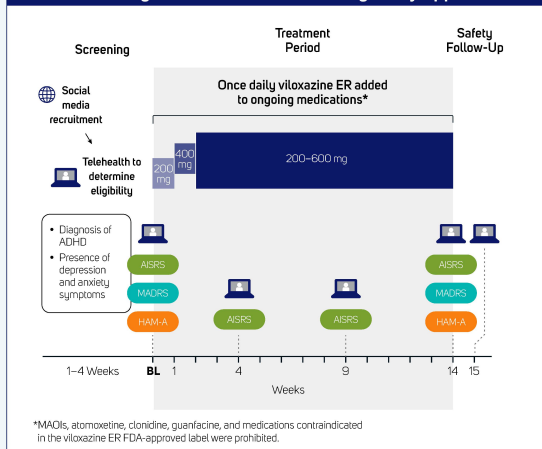 Screening
Treatment
Period
Safety
Follow-Up
Social
media
recruitment
Telehealth to
determine
eligibility
Once daily viloxazine ER added
to ongoing medications*
200
mg
400
mg
200–600 mg
• Diagnosis of
ADHD
• Presence of
depression
and anxiety
symptoms
AISRS
MADRS
HAM-A
AISRS
AISRS
AISRS
MADRS
HAM-A
1–4 Weeks
BL
1
4
9
14
15
Weeks
*MAOIs, atomoxetine, clonidine, guanfacine, and medications contraindicated
in the viloxazine ER FDA-approved label were prohibited.